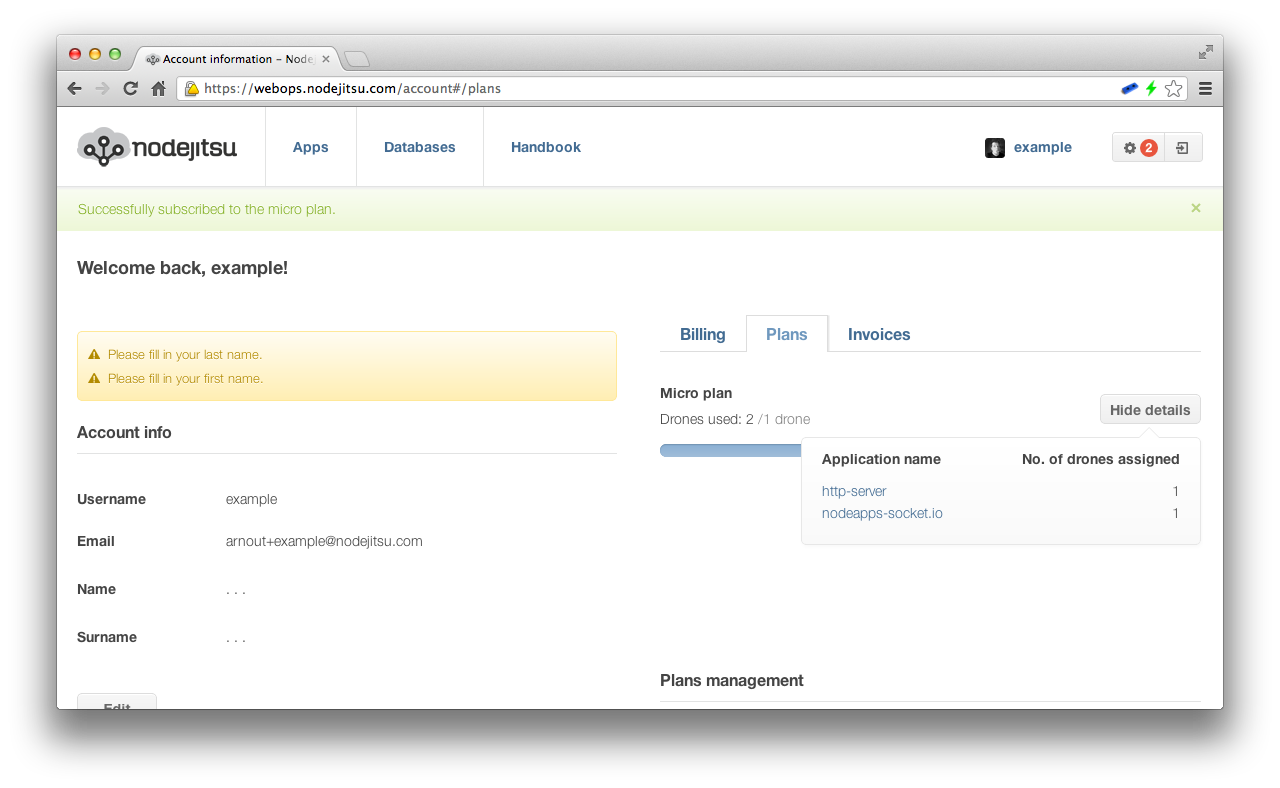 Account information – Node
https://webops.nodejitsu.com/account#/plans
nodejitsu
Apps
Databases
Handbook
example
2
Successfully subscribed to the micro plan.
×
Welcome back, example!
Please fill in your last name.
Please fill in your first name.
Account info
Username example
Email arnout+example@nodejitsu.com
Name . . .
Surname . . .
Edit
Billing
Plans
Invoices
Micro plan
Drones used: 2 /1 drone
Hide details
Application name No. of drones assigned
http-server 1
nodeapps-socket.io 1
Plans management